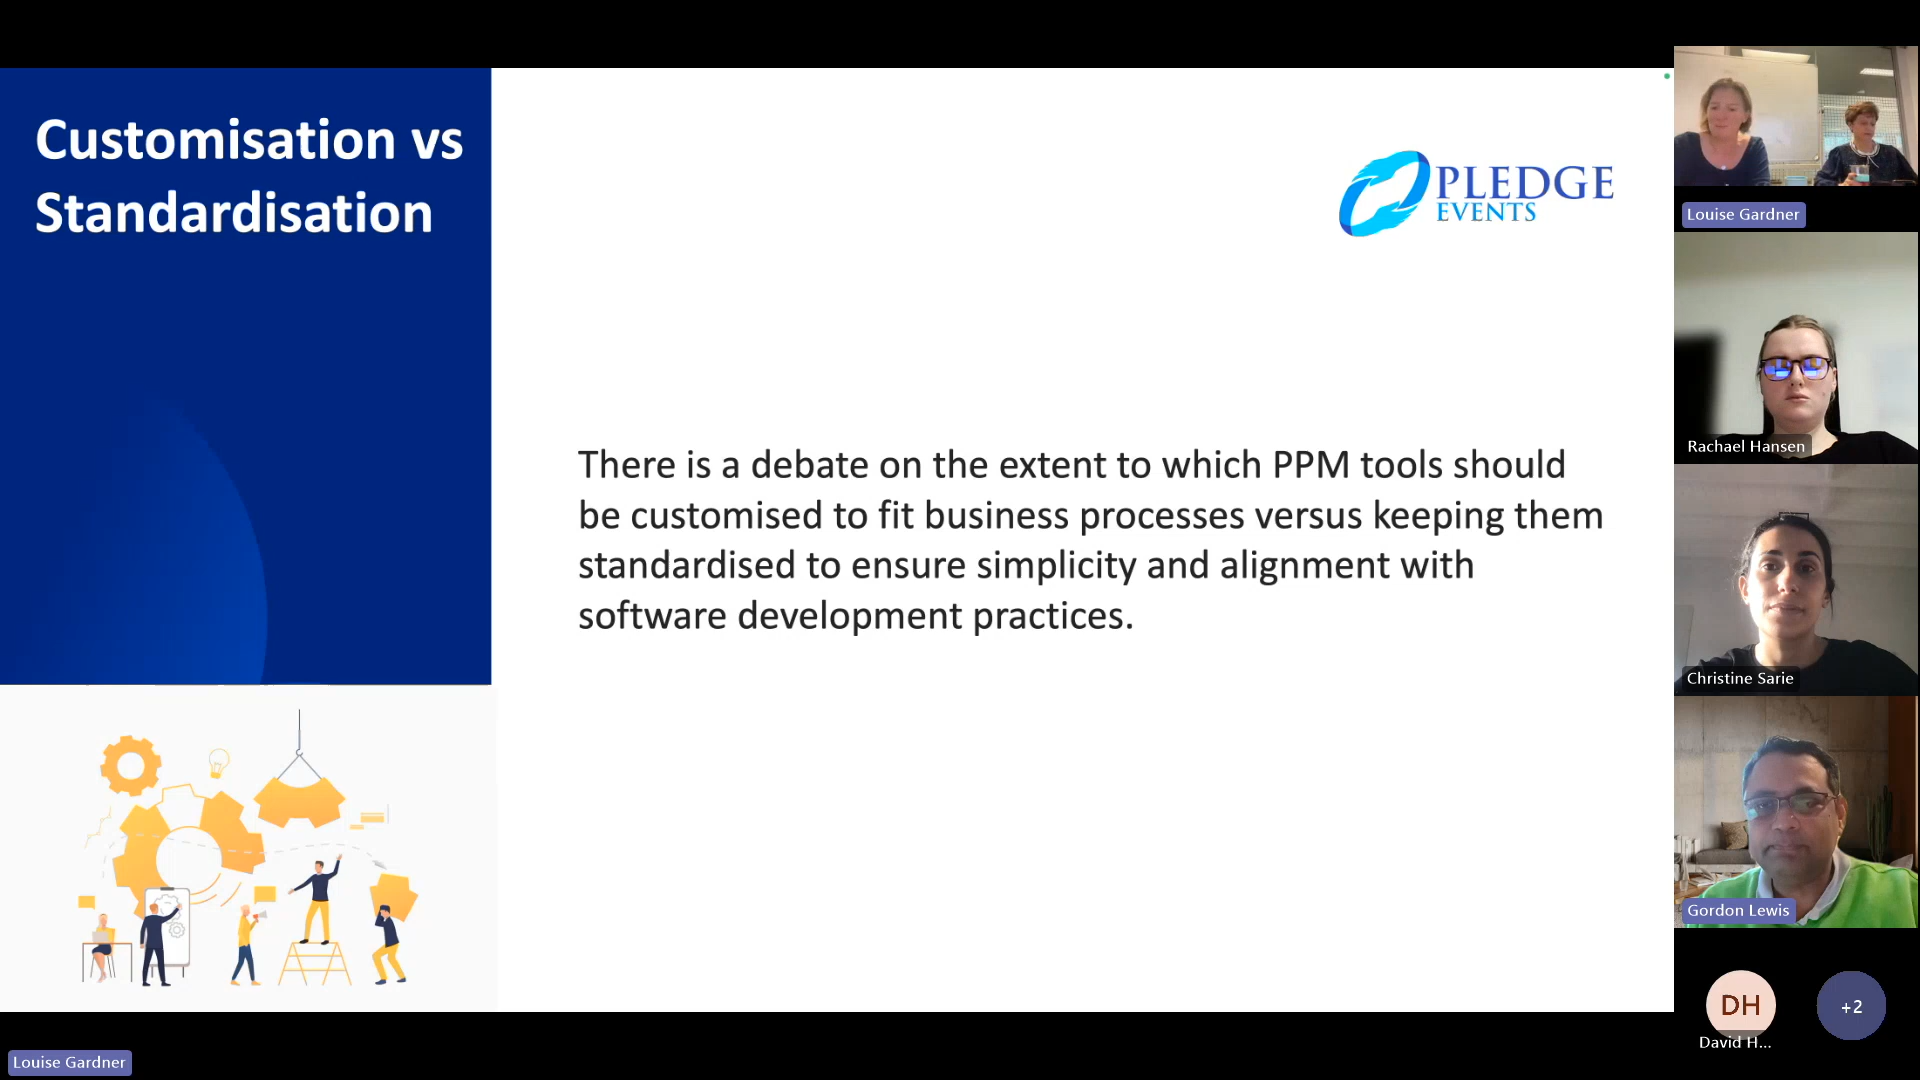 Customisation vs
Standardisation
PLEDGE
EVENTS
There is a debate on the extent to which PPM tools should
be customised to fit business processes versus keeping them
standardised to ensure simplicity and alignment with
software development practices.
Louise Gardner
Rachael Hansen
Christine Sarie
Gordon Lewis
DH
David H...
+2
Louise Gardner